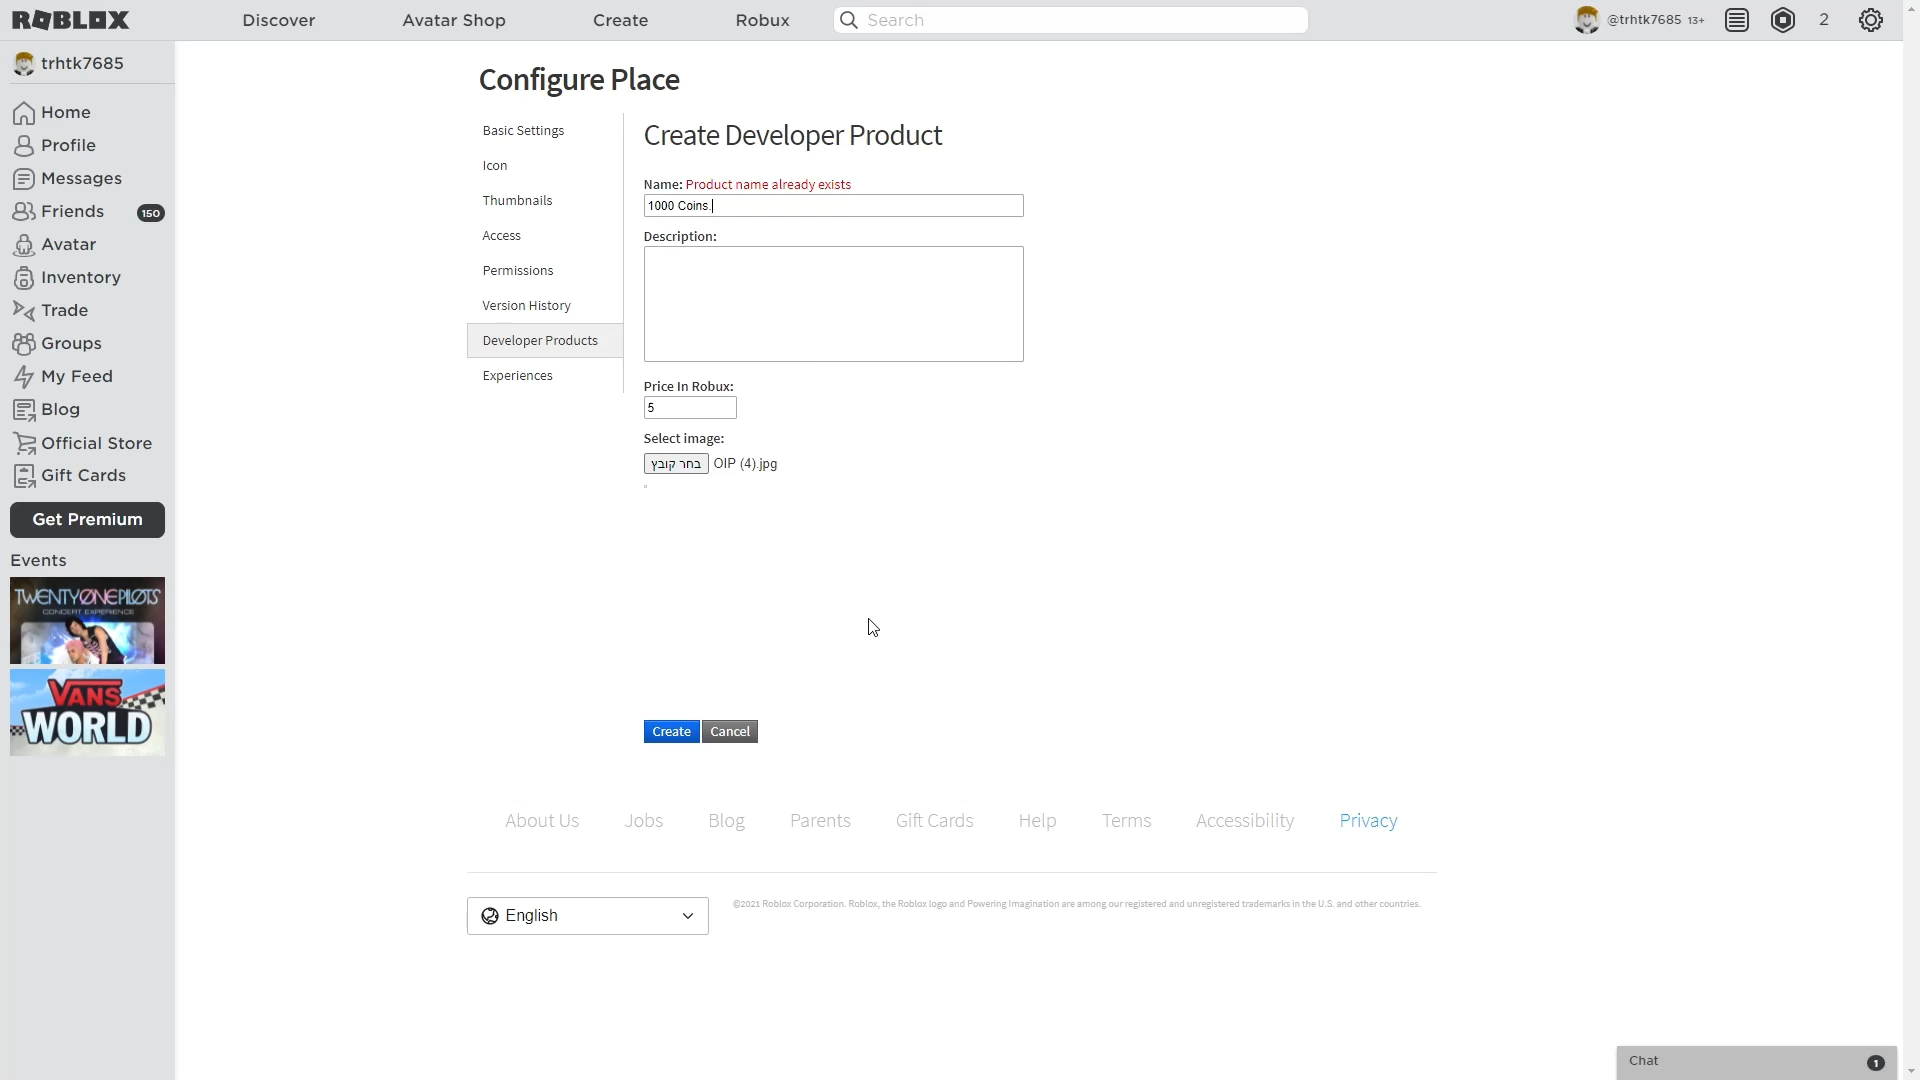 ROBLOX
Discover
Avatar Shop
Create
Robux
Search
@trhtk7685 13+
2
trhtk7685
Home
Profile
Messages
Friends
150
Avatar
Inventory
Trade
Groups
My Feed
Blog
Official Store
Gift Cards
Get Premium
Events
TWENTY ØNE PILØTS
CONCERT EXPERIENCE
VANS
WORLD
Configure Place
Basic Settings
Icon
Thumbnails
Access
Permissions
Version History
Developer Products
Experiences
Create Developer Product
Name: Product name already exists
1000 Coins.
Description:
Price In Robux:
5
Select image:
בחר קובץ OIP (4).jpg
Create
Cancel
About Us
Jobs
Blog
Parents
Gift Cards
Help
Terms
Accessibility
Privacy
English
©2021 Roblox Corporation. Roblox, the Roblox logo and Powering Imagination are among our registered and unregistered trademarks in the U.S. and other countries.
Chat
1